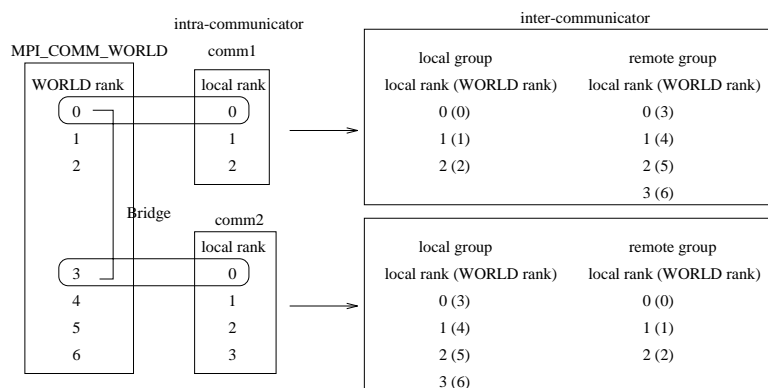 intra-communicator
inter-communicator
MPI_COMM_WORLD
comm1
WORLD rank
local rank
0
0
1
1
2
2
local group
remote group
local rank (WORLD rank)
local rank (WORLD rank)
0 (0)
0 (3)
1 (1)
1 (4)
2 (2)
2 (5)
3 (6)
Bridge
comm2
local rank
3
0
4
1
5
2
6
3
local group
remote group
local rank (WORLD rank)
local rank (WORLD rank)
0 (3)
0 (0)
1 (4)
1 (1)
2 (5)
2 (2)
3 (6)